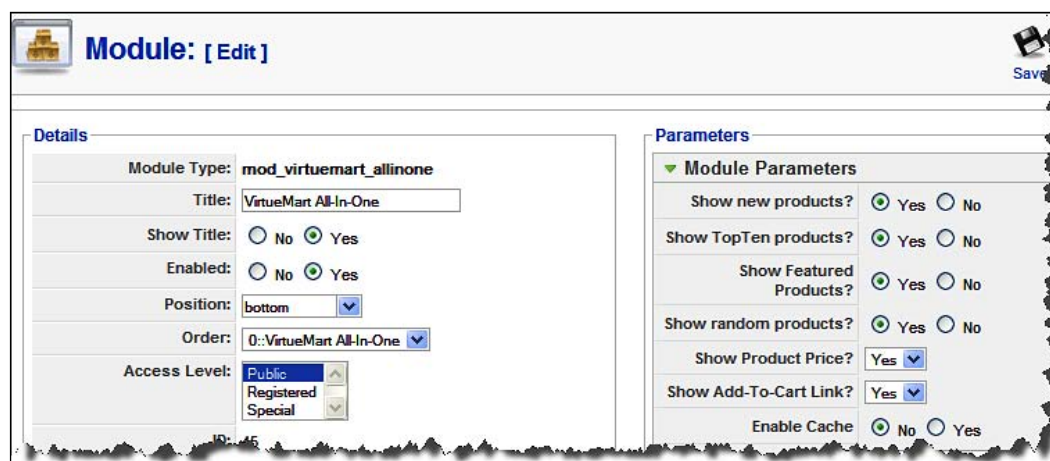 Module: [ Edit ]
Save
Details
Module Type: mod_virtuemart_allinone
Title: VirtueMart All-In-One
Show Title: No Yes
Enabled: No Yes
Position: bottom
Order: 0::VirtueMart All-In-One
Access Level: Public
Registered
Special
ID: 45
Parameters
Module Parameters
Show new products? Yes No
Show TopTen products? Yes No
Show Featured
Products? Yes No
Show random products? Yes No
Show Product Price? Yes
Show Add-To-Cart Link? Yes
Enable Cache No Yes